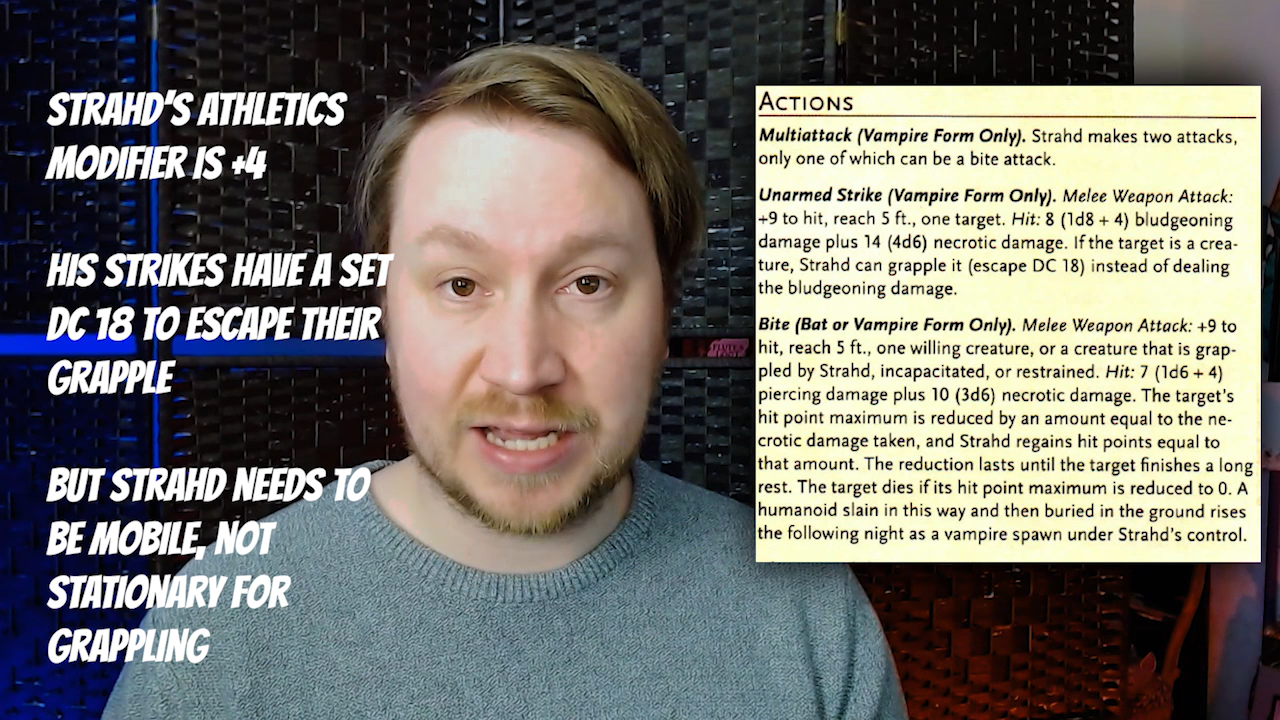 STRAHD'S ATHLETICS
MODIFIER IS +4
HIS STRIKES HAVE A SET
DC 18 TO ESCAPE THEIR
GRAPPLE
BUT STRAHD NEEDS TO
BE MOBILE, NOT
STATIONARY FOR
GRAPPLING
ACTIONS
Multiattack (Vampire Form Only). Strahd makes two attacks,
only one of which can be a bite attack.
Unarmed Strike (Vampire Form Only). Melee Weapon Attack:
+9 to hit, reach 5 ft., one target. Hit: 8 (1d8 + 4) bludgeoning
damage plus 14 (4d6) necrotic damage. If the target is a crea-
ture, Strahd can grapple it (escape DC 18) instead of dealing
the bludgeoning damage.
Bite (Bat or Vampire Form Only). Melee Weapon Attack: +9 to
hit, reach 5 ft., one willing creature, or a creature that is grap-
pled by Strahd, incapacitated, or restrained. Hit: 7 (1d6 + 4)
piercing damage plus 10 (3d6) necrotic damage. The target's
hit point maximum is reduced by an amount equal to the ne-
crotic damage taken, and Strahd regains hit points equal to
that amount. The reduction lasts until the target finishes a long
rest. The target dies if its hit point maximum is reduced to 0. A
humanoid slain in this way and then buried in the ground rises
the following night as a vampire spawn under Strahd's control.